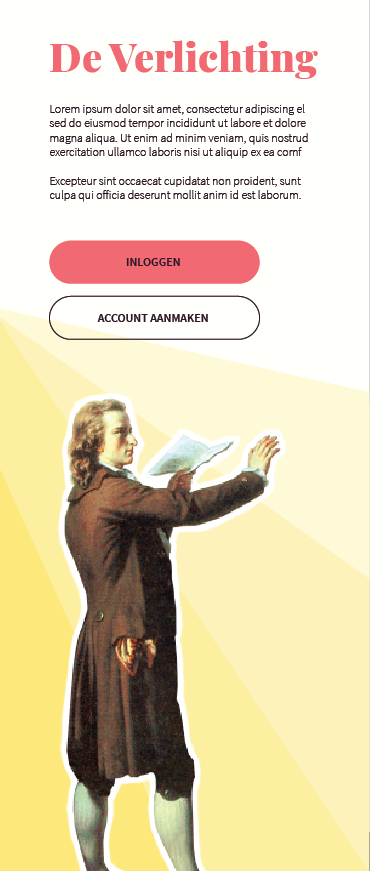 De Verlichting
Lorem ipsum dolor sit amet, consectetur adipiscing el
sed do eiusmod tempor incididunt ut labore et dolore
magna aliqua. Ut enim ad minim veniam, quis nostrud
exercitation ullamco laboris nisi ut aliquip ex ea comf
Excepteur sint occaecat cupidatat non proident, sunt
culpa qui officia deserunt mollit anim id est laborum.
INLOGGEN
ACCOUNT AANMAKEN